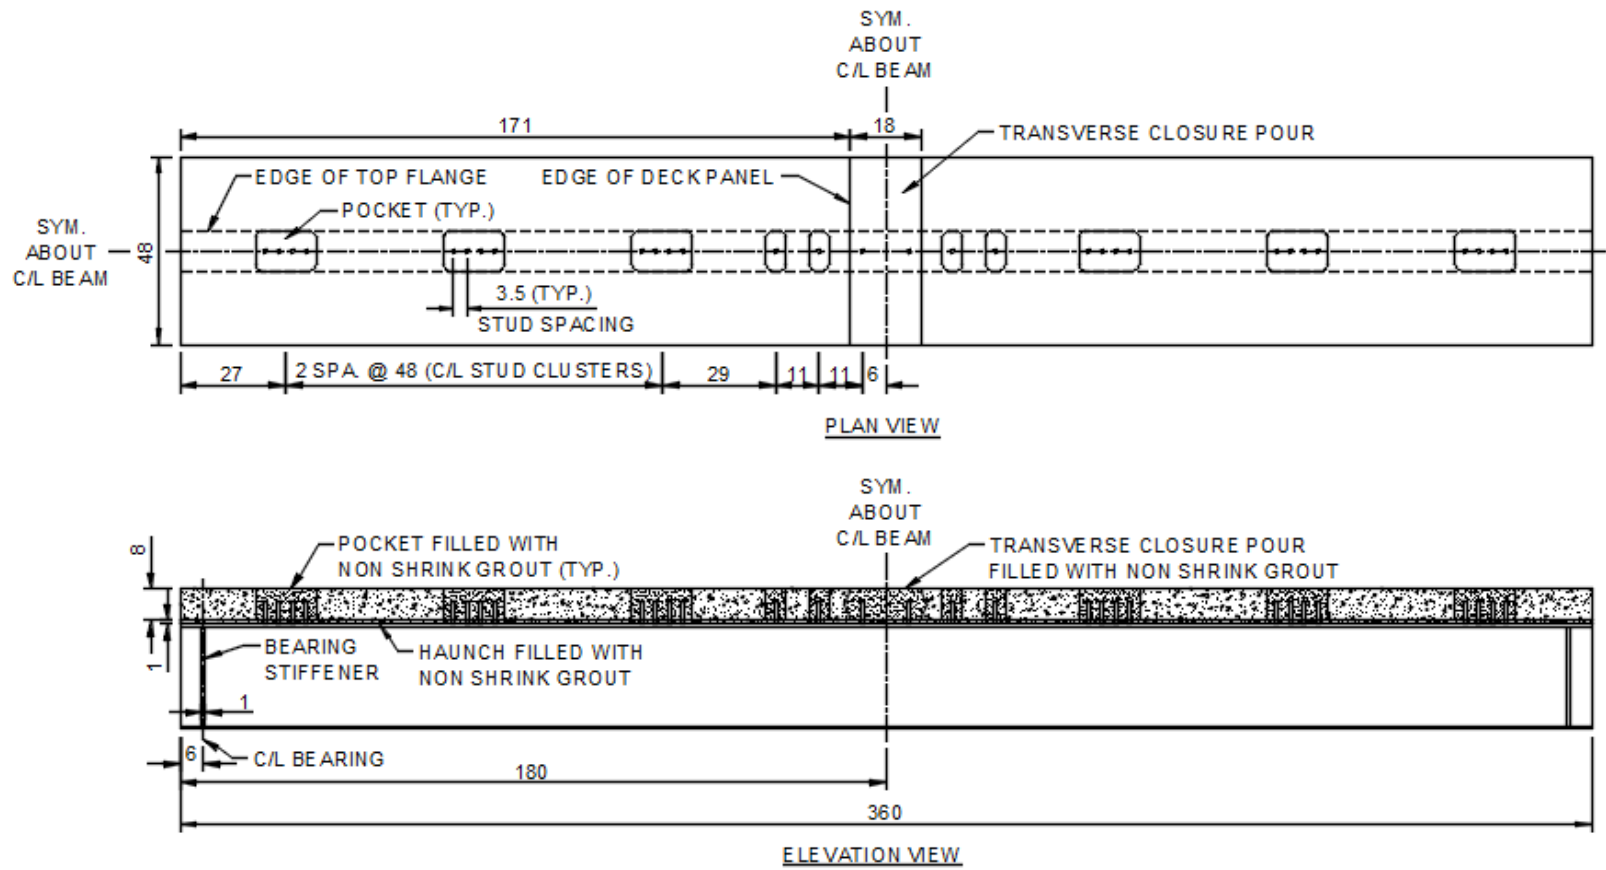 SYM.
ABOUT
C/L BEAM
171
18
TRANSVERSE CLOSURE POUR
EDGE OF TOP FLANGE
EDGE OF DECK PANEL
POCKET (TYP.)
SYM.
ABOUT
C/L BEAM
48
3.5 (TYP.)
STUD SPACING
27
2 SPA. @ 48 (C/L STUD CLUSTERS)
29
11
11
6
PLAN VIEW
SYM.
ABOUT
C/L BEAM
8
POCKET FILLED WITH
NON SHRINK GROUT (TYP.)
TRANSVERSE CLOSURE POUR
FILLED WITH NON SHRINK GROUT
1
BEARING
STIFFENER
HAUNCH FILLED WITH
NON SHRINK GROUT
1
6
C/L BEARING
180
360
ELEVATION VIEW